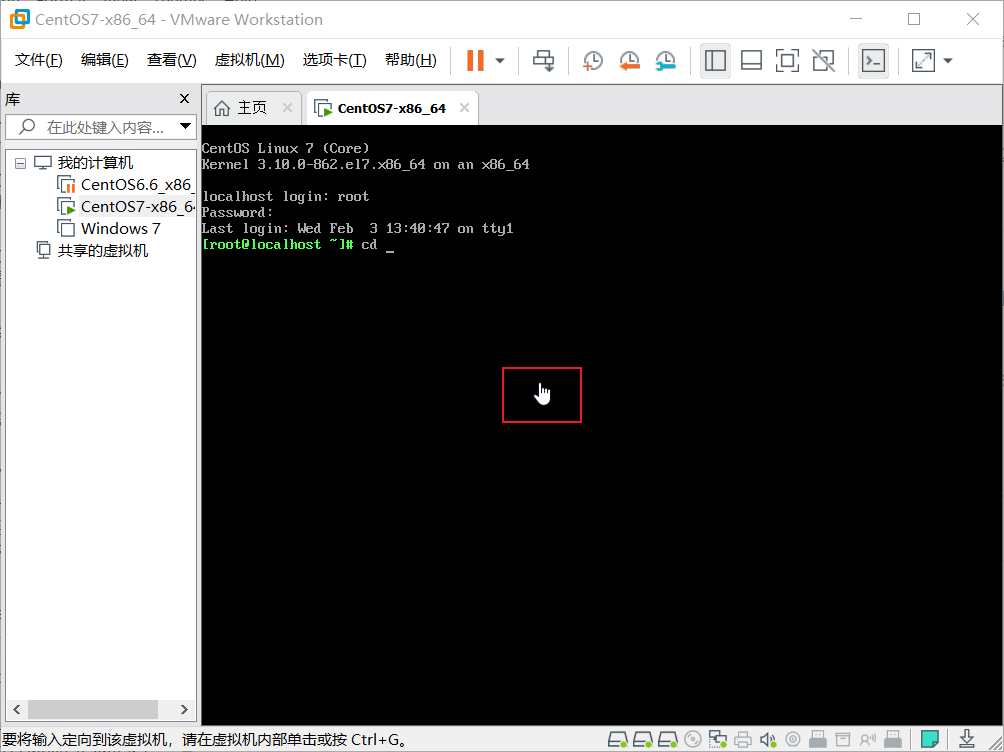 CentOS7-x86_64 - VMware Workstation
文件(F) 编辑(E) 查看(V) 虚拟机(M) 选项卡(T) 帮助(H)
库
在此处键入内容...
我的计算机
CentOS6.6_x86_
CentOS7-x86_64
Windows 7
共享的虚拟机
主页 CentOS7-x86_64
CentOS Linux 7 (Core)
Kernel 3.10.0-862.el7.x86_64 on an x86_64
localhost login: root
Password:
Last login: Wed Feb  3 13:40:47 on tty1
[root@localhost ~]# cd _
要将输入定向到该虚拟机，请在虚拟机内部单击或按 Ctrl+G。